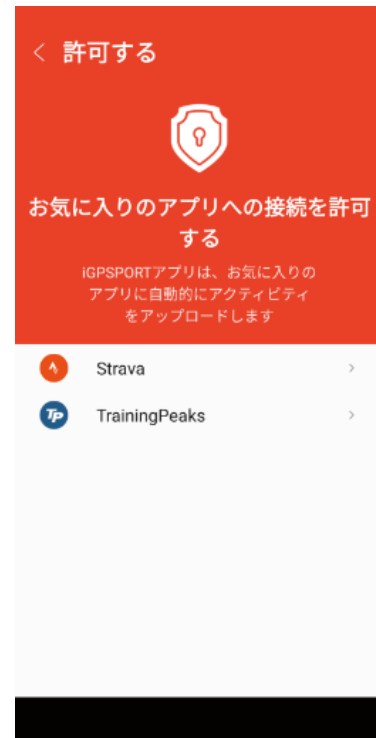 許可する
お気に入りのアプリへの接続を許可
する
iGPSPORTアプリは、お気に入りの
アプリに自動的にアクティビティ
をアップロードします
Strava
TP TrainingPeaks